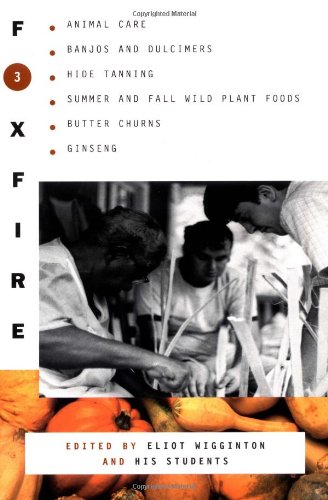 FOXFIRE
3
ANIMAL CARE
BANJOS AND DULCIMERS
HIDE TANNING
SUMMER AND FALL WILD PLANT FOODS
BUTTER CHURNS
GINSENG
EDITED BY ELIOT WIGGINTON
AND HIS STUDENTS